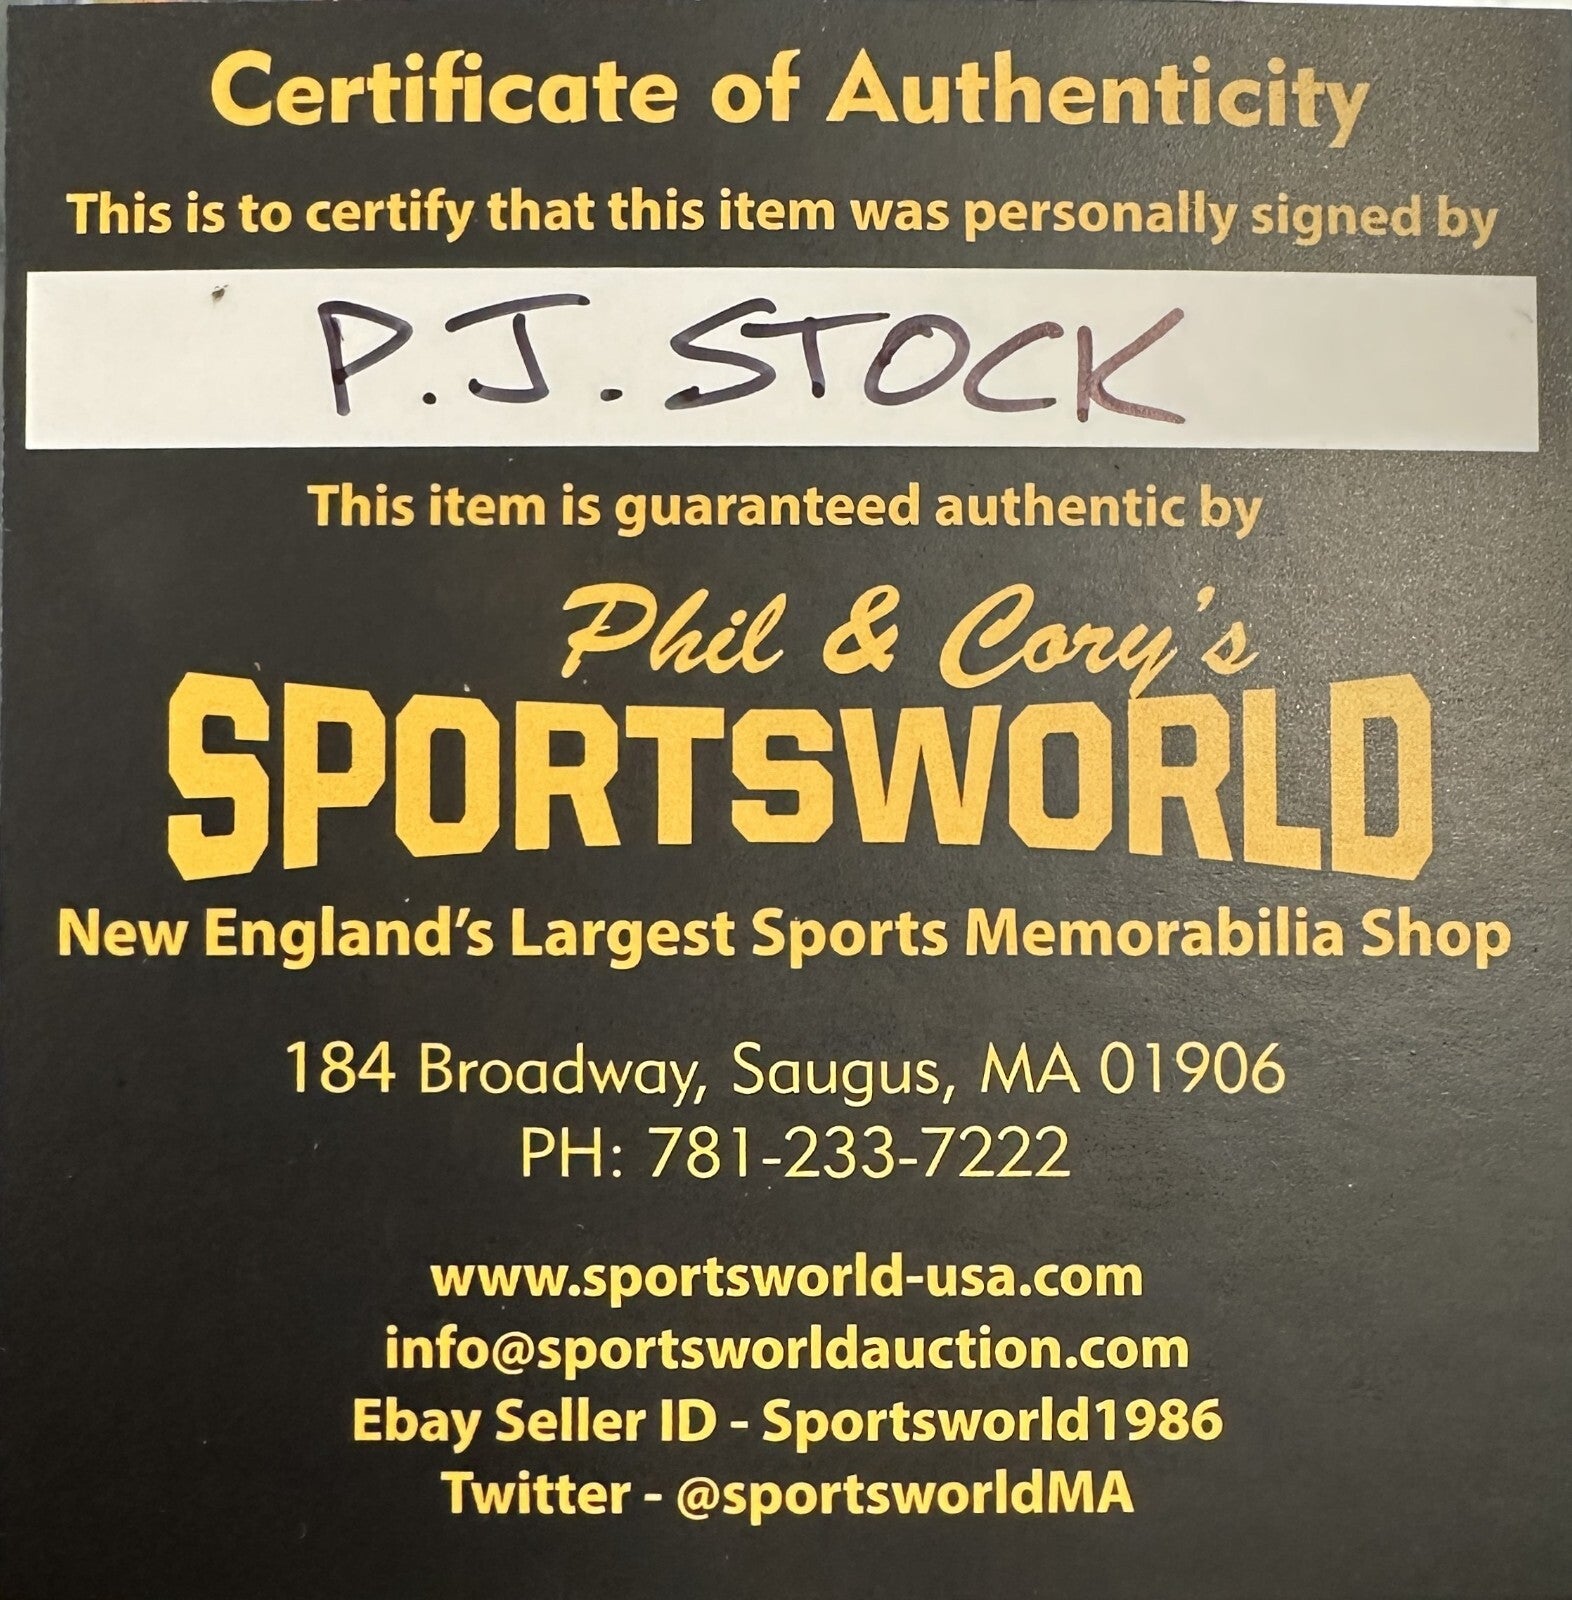 Certificate of Authenticity
This is to certify that this item was personally signed by
P.J. STOCK
This item is guaranteed authentic by
Phil & Cory's
SPORTSWORLD
New England's Largest Sports Memorabilia Shop
184 Broadway, Saugus, MA 01906
PH: 781-233-7222
www.sportsworld-usa.com
info@sportsworldauction.com
Ebay Seller ID - Sportsworld1986
Twitter - @sportsworldMA